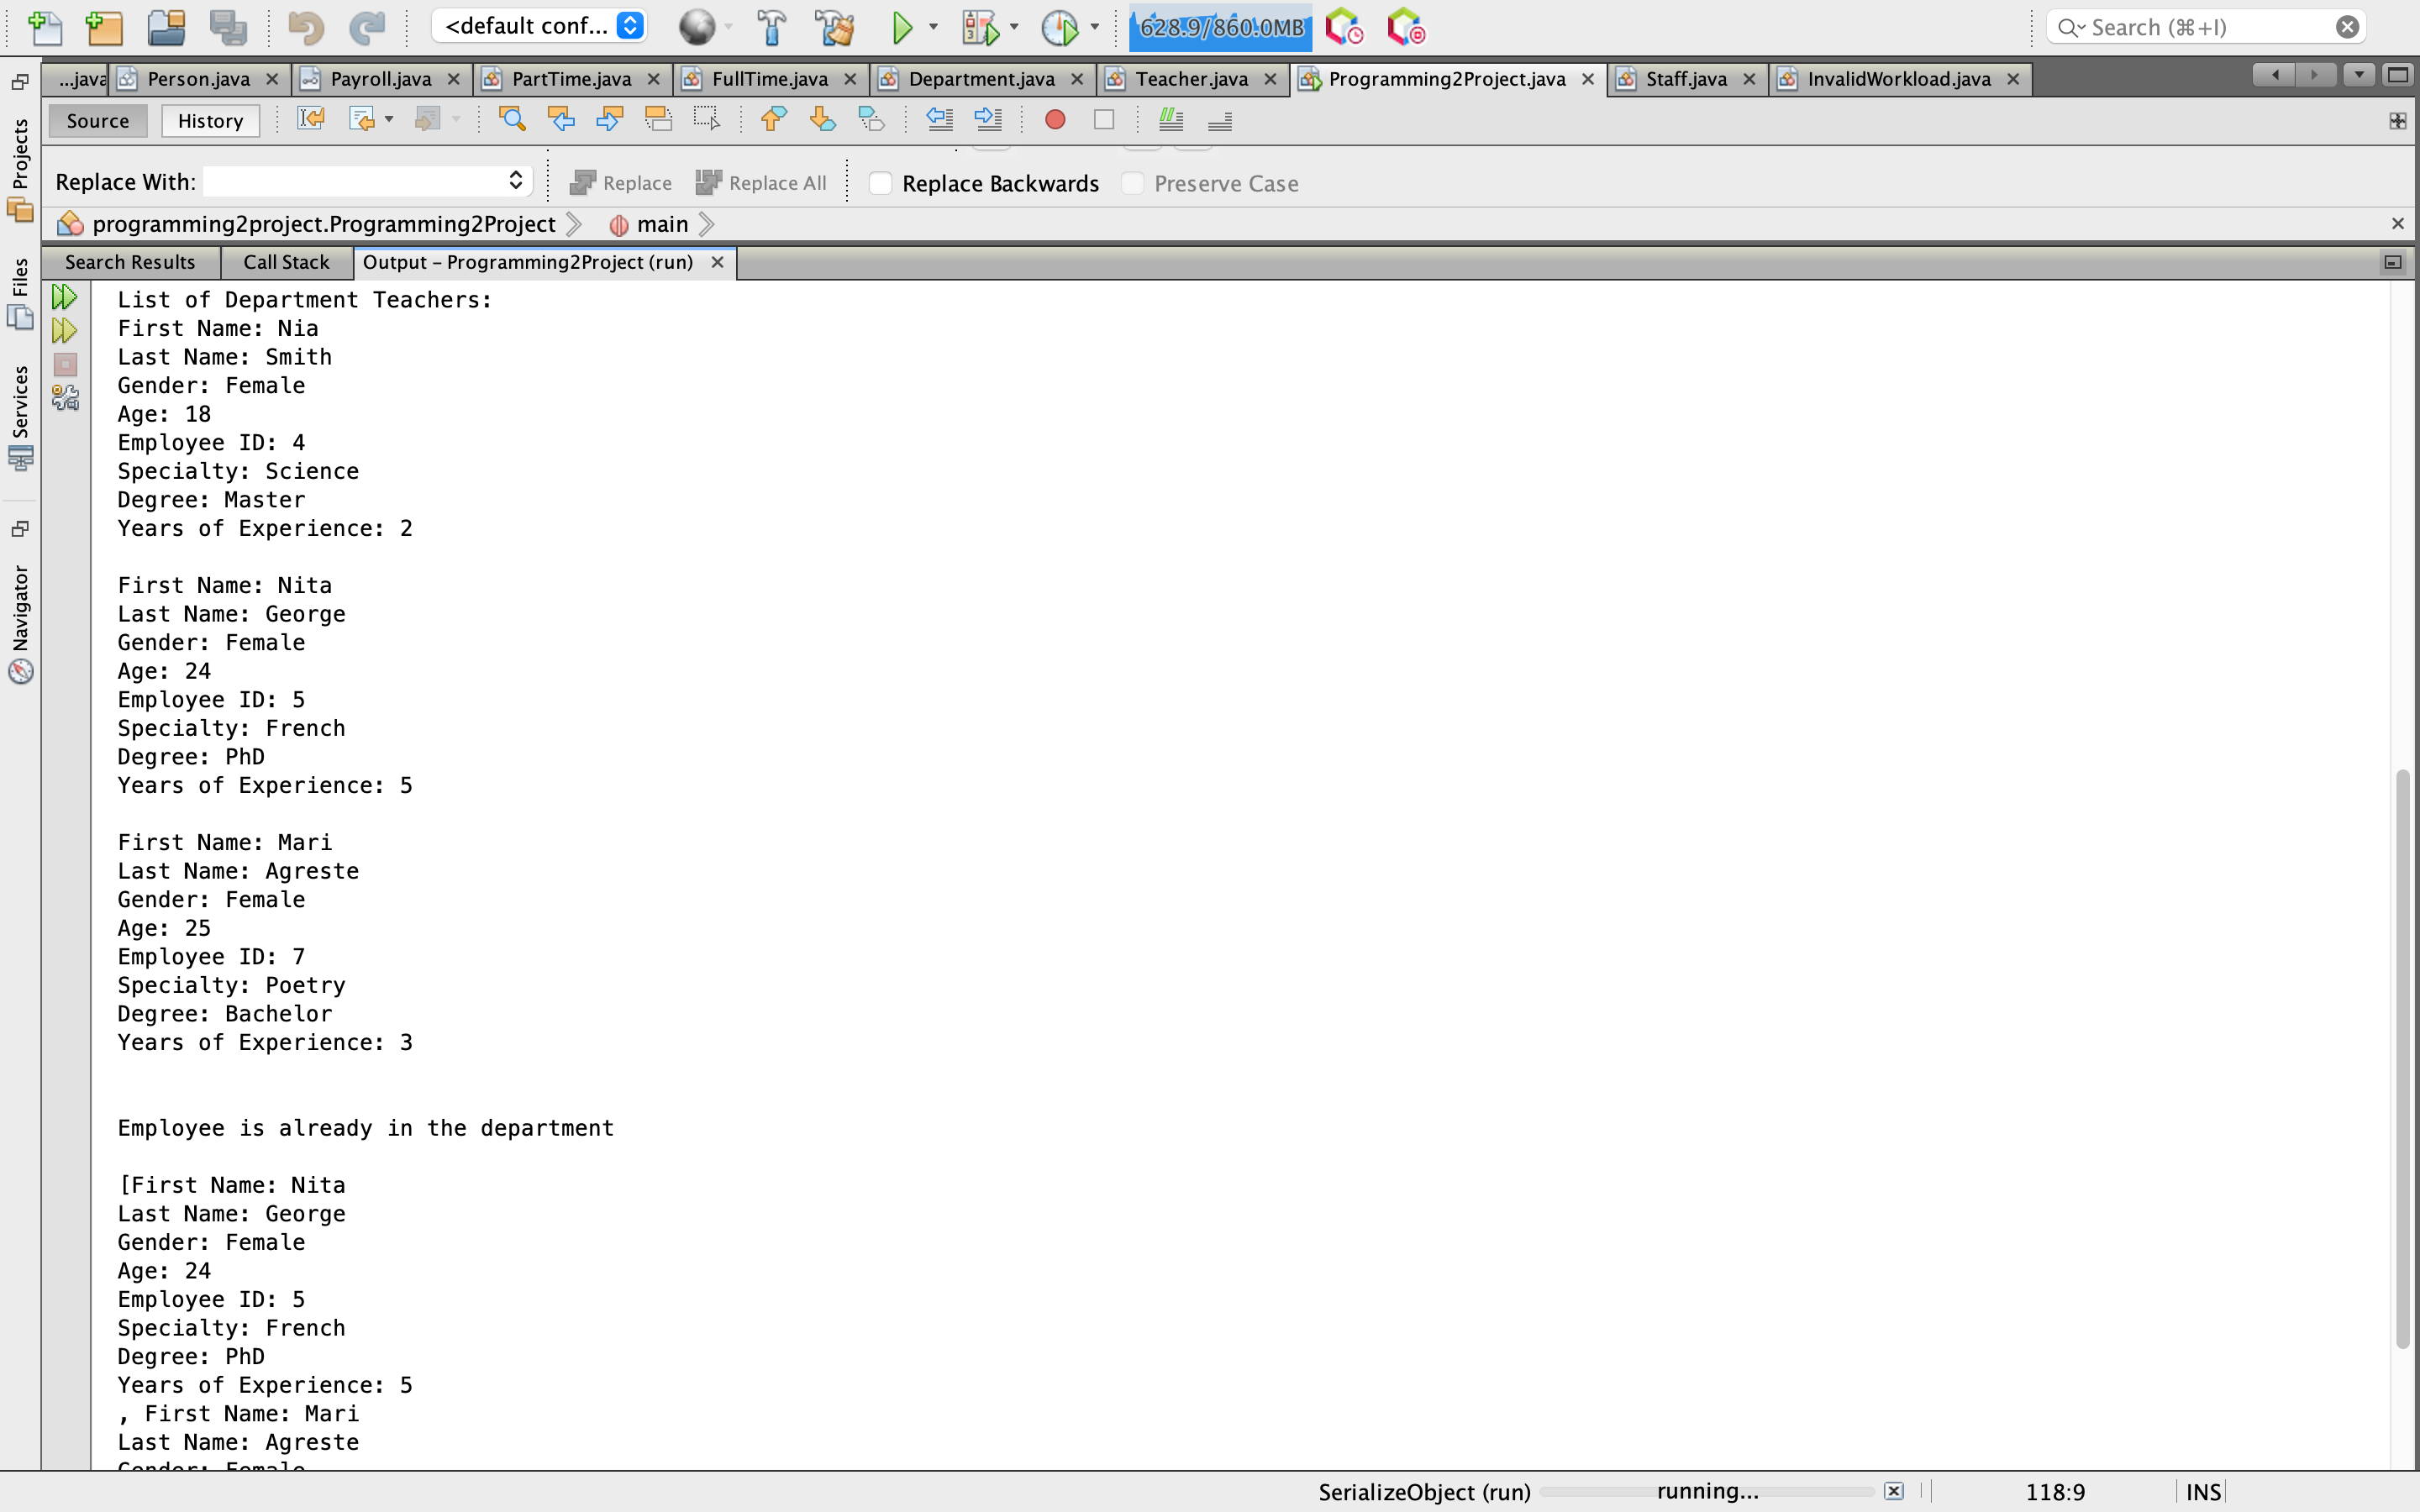 <default conf...
628.9/860.0MB
Search (⌘+I)
...java
Person.java
Payroll.java
PartTime.java
FullTime.java
Department.java
Teacher.java
Programming2Project.java
Staff.java
InvalidWorkload.java
Source
History
Replace With:
Replace
Replace All
Replace Backwards
Preserve Case
programming2project.Programming2Project
main
Projects
Files
Services
Navigator
Search Results
Call Stack
Output – Programming2Project (run)
List of Department Teachers:
First Name: Nia
Last Name: Smith
Gender: Female
Age: 18
Employee ID: 4
Specialty: Science
Degree: Master
Years of Experience: 2
First Name: Nita
Last Name: George
Gender: Female
Age: 24
Employee ID: 5
Specialty: French
Degree: PhD
Years of Experience: 5
First Name: Mari
Last Name: Agreste
Gender: Female
Age: 25
Employee ID: 7
Specialty: Poetry
Degree: Bachelor
Years of Experience: 3
Employee is already in the department
[First Name: Nita
Last Name: George
Gender: Female
Age: 24
Employee ID: 5
Specialty: French
Degree: PhD
Years of Experience: 5
, First Name: Mari
Last Name: Agreste
Gender: Female
SerializeObject (run)
running...
118:9
INS